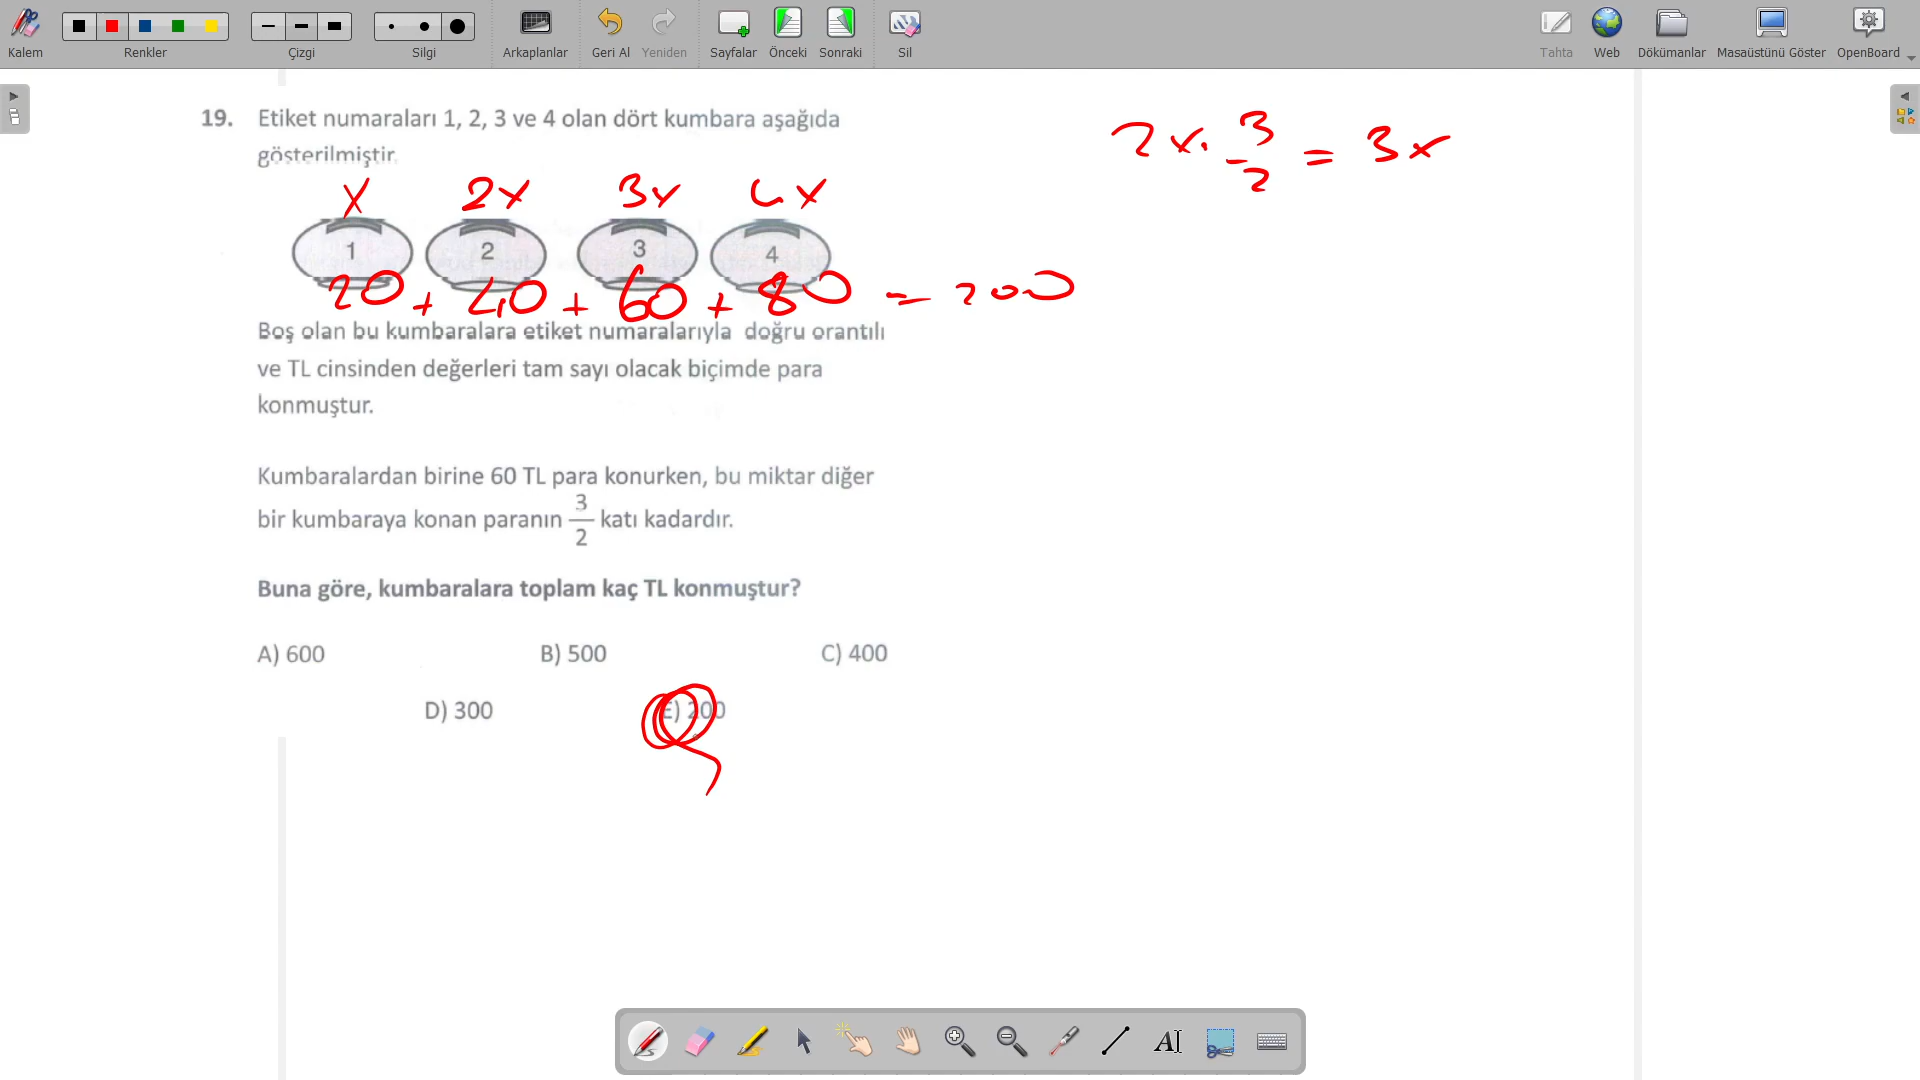 Kalem Renkler Çizgi Silgi Arkaplanlar Geri Al Yeniden Sayfalar Önceki Sonraki Sil Tahta Web Dökümanlar Masaüstünü Göster OpenBoard
19. Etiket numaraları 1, 2, 3 ve 4 olan dört kumbara aşağıda
gösterilmiştir.
2x. 3/2 = 3x
x 2x 3x 4x
1 2 3 4
20 + 40 + 60 + 80 = 200
Boş olan bu kumbaralara etiket numaralarıyla doğru orantılı
ve TL cinsinden değerleri tam sayı olacak biçimde para
konmuştur.
Kumbaralardan birine 60 TL para konurken, bu miktar diğer
bir kumbaraya konan paranın 3/2 katı kadardır.
Buna göre, kumbaralara toplam kaç TL konmuştur?
A) 600 B) 500 C) 400
D) 300 E) 200